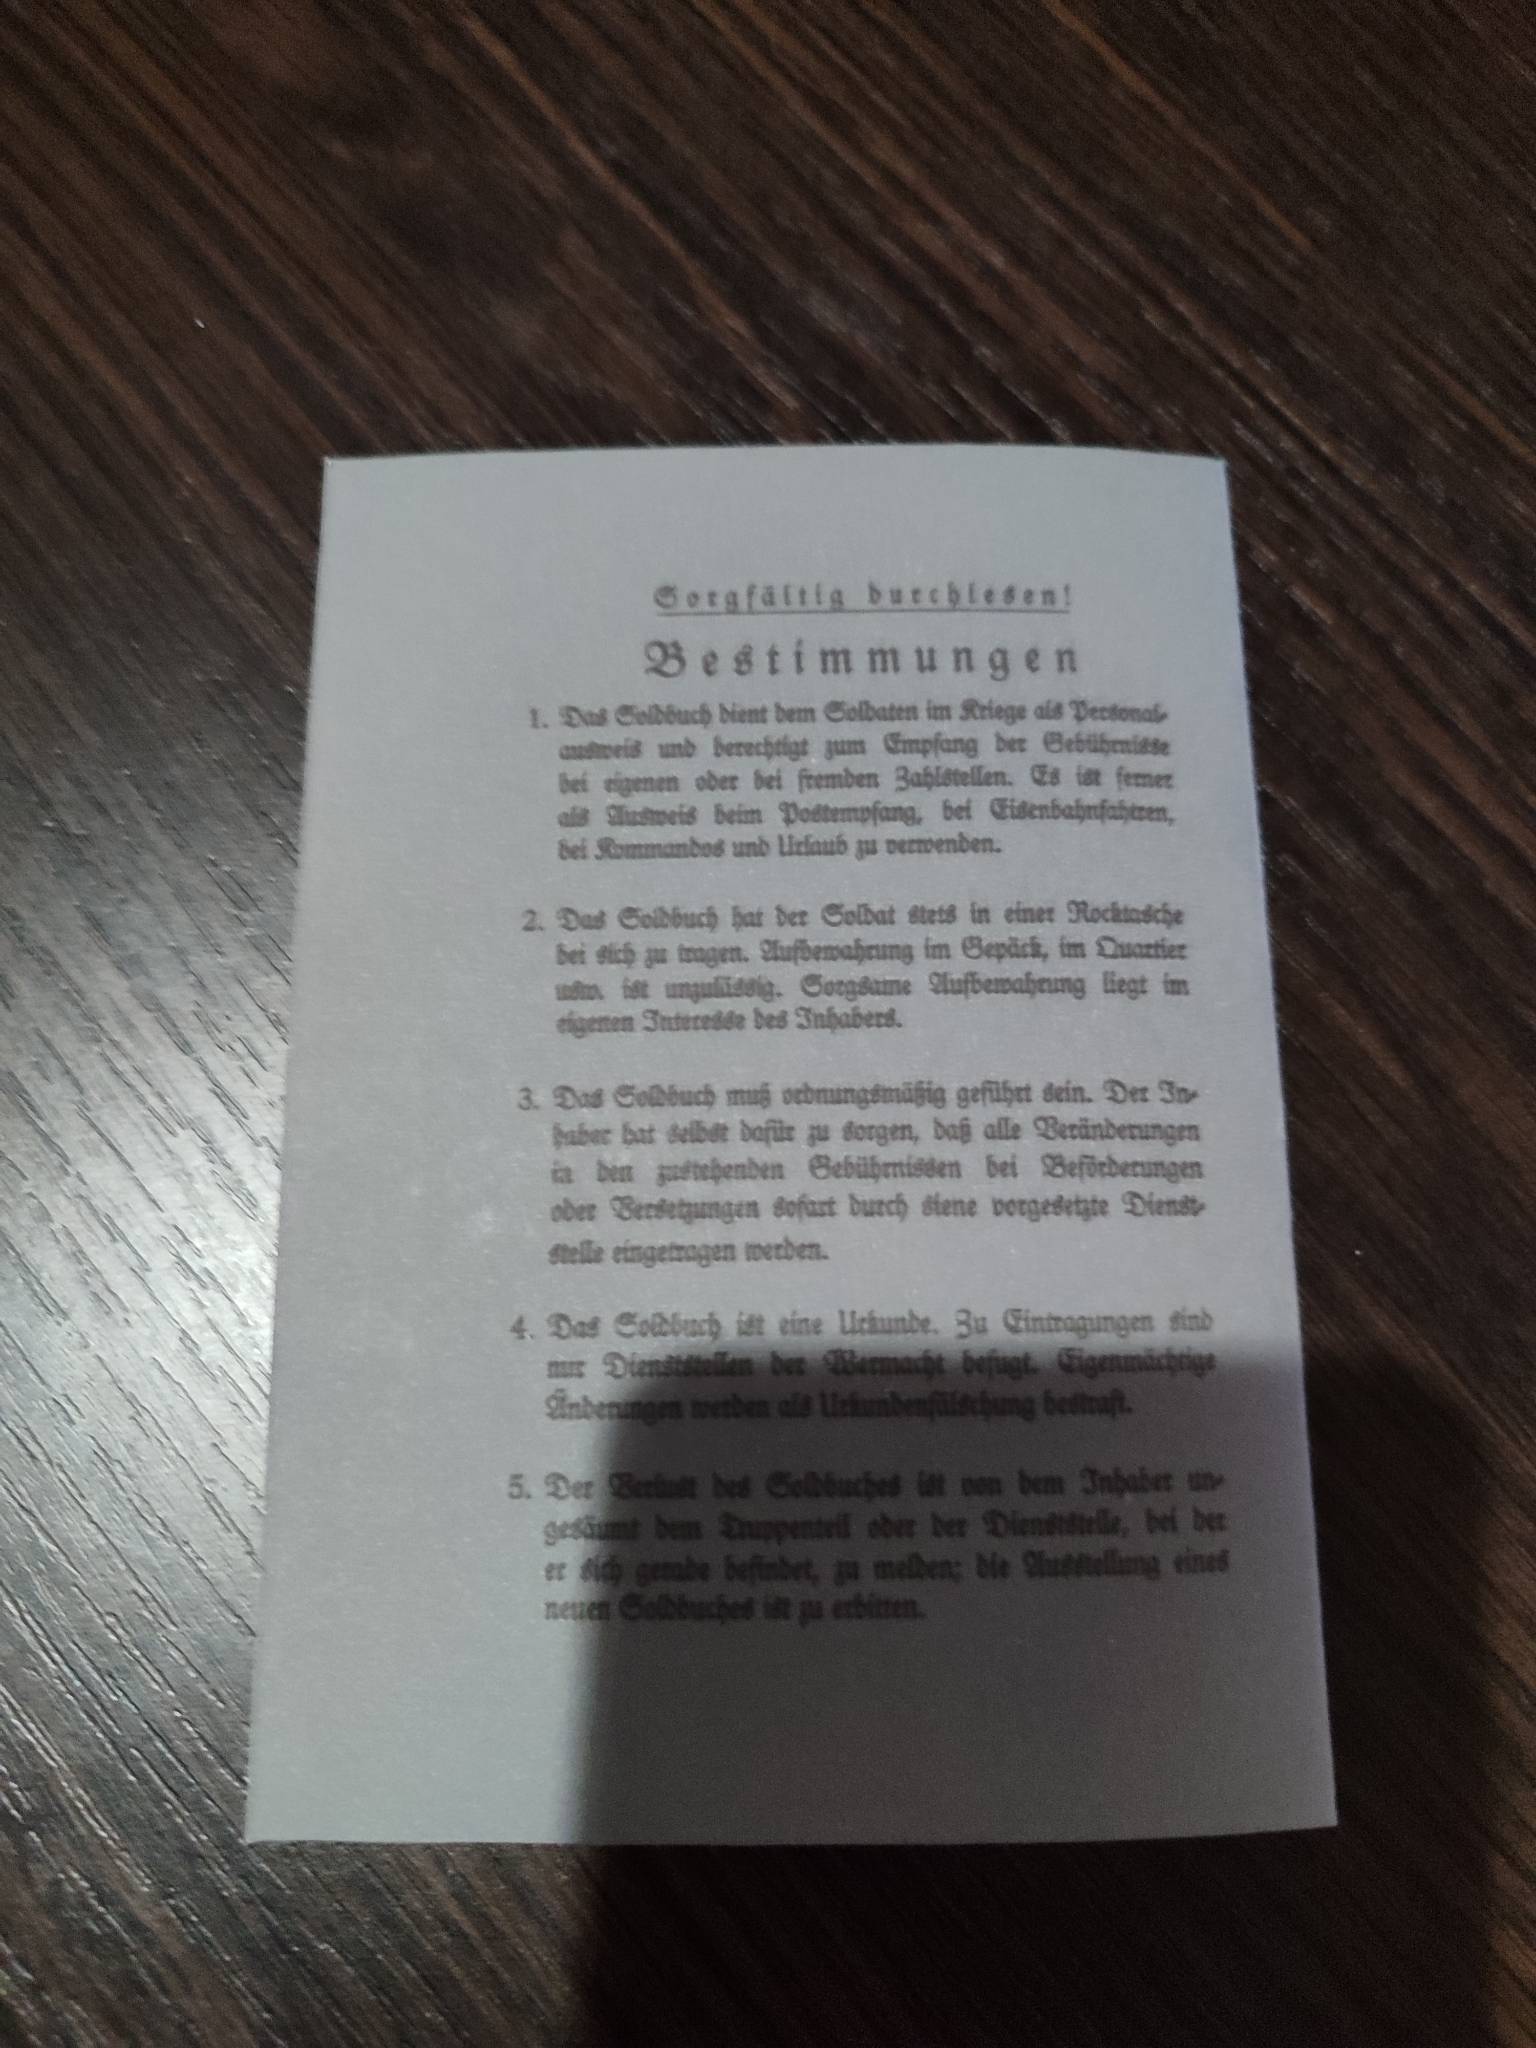 Sorgfältig durchlesen!
Bestimmungen
1. Das Soldbuch dient dem Soldaten im Kriege als Personal-
ausweis und berechtigt zum Empfang der Gebührnisse
bei eigenen oder bei fremden Zahlstellen. Es ist ferner
als Ausweis beim Postempfang, bei Eisenbahnfahrten,
bei Kommandos und Urlaub zu verwenden.
2. Das Soldbuch hat der Soldat stets in einer Rocktasche
bei sich zu tragen. Aufbewahrung im Gepäck, im Quartier
usw. ist unzulässig. Sorgsame Aufbewahrung liegt im
eigenen Interesse des Inhabers.
3. Das Soldbuch muß ordnungsmäßig geführt sein. Der In-
haber hat selbst dafür zu sorgen, daß alle Veränderungen
in den zustehenden Gebührnissen bei Beförderungen
oder Versetzungen sofort durch siene vorgesetzte Dienst-
stelle eingetragen werden.
4. Das Soldbuch ist eine Urkunde. Zu Eintragungen sind
nur Dienststellen der Wermacht befugt. Eigenmächtige
Änderungen werden als Urkundenfälschung bestraft.
5. Der Verlust des Soldbuches ist von dem Inhaber un-
gesäumt dem Truppenteil oder der Dienststelle, bei der
er sich gerade befindet, zu melden; die Ausstellung eines
neuen Soldbuches ist zu erbitten.